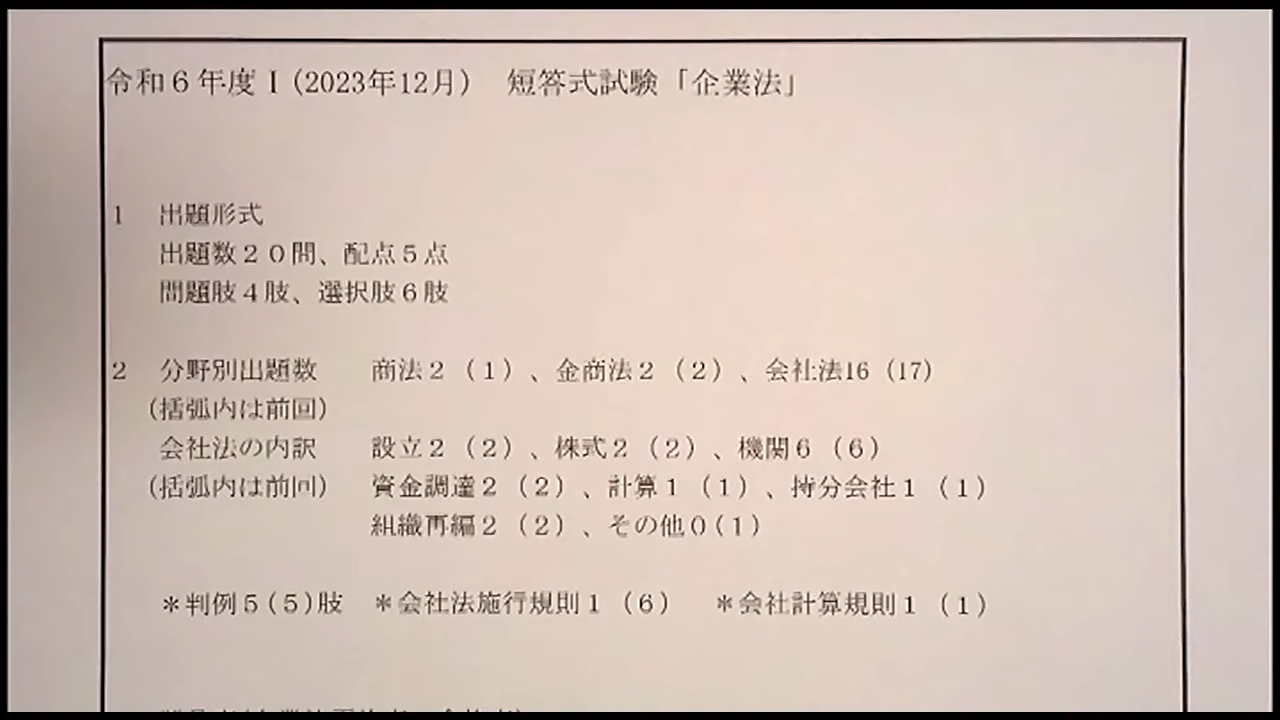 令和６年度Ⅰ(2023年12月)　短答式試験「企業法」
１　出題形式
出題数２０問、配点５点
問題肢４肢、選択肢６肢
２　分野別出題数　　商法２（１）、金商法２（２）、会社法16（17）
（括弧内は前回）
会社法の内訳　　設立２（２）、株式２（２）、機関６（６）
（括弧内は前回）　資金調達２（２）、計算１（１）、持分会社１（１）
組織再編２（２）、その他０(１)
＊判例５(５)肢　＊会社法施行規則１（６）　＊会社計算規則１（１）